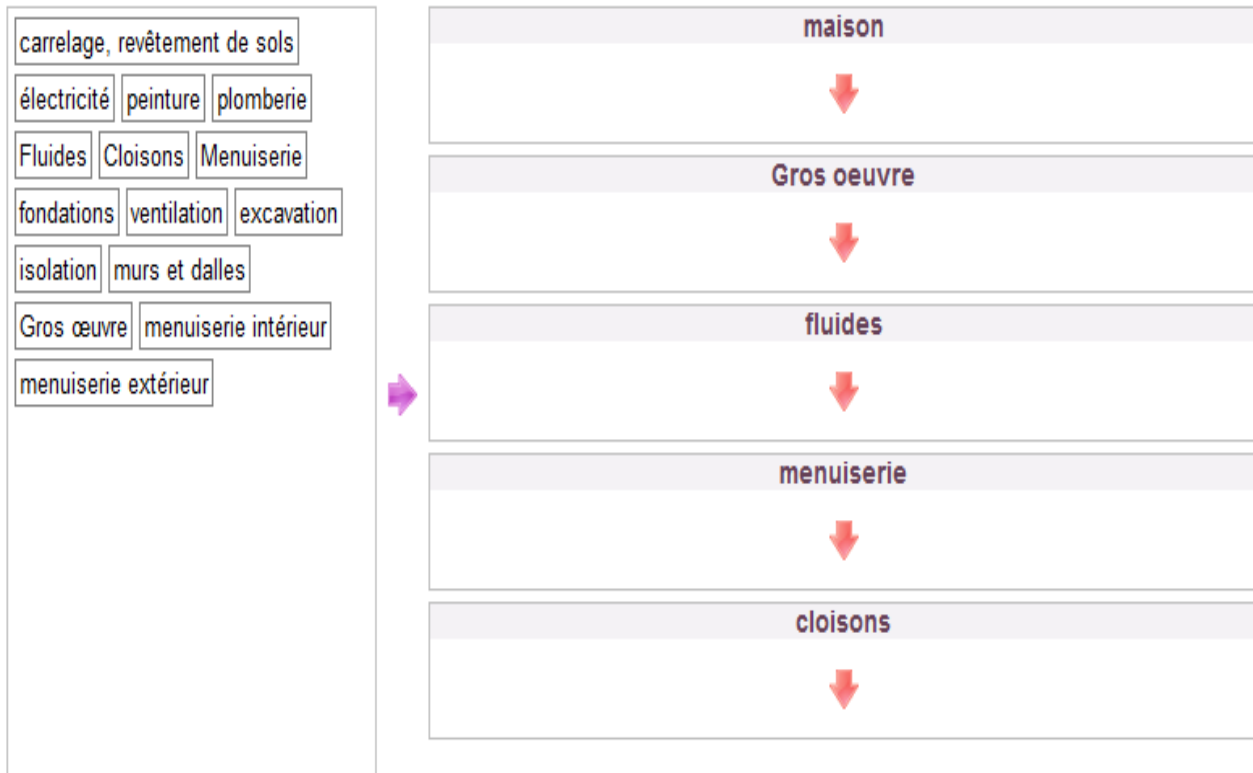 carrelage, revêtement de sols
électricité peinture plomberie
Fluides Cloisons Menuiserie
fondations ventilation excavation
isolation murs et dalles
Gros œuvre menuiserie intérieur
menuiserie extérieur
maison
Gros oeuvre
fluides
menuiserie
cloisons